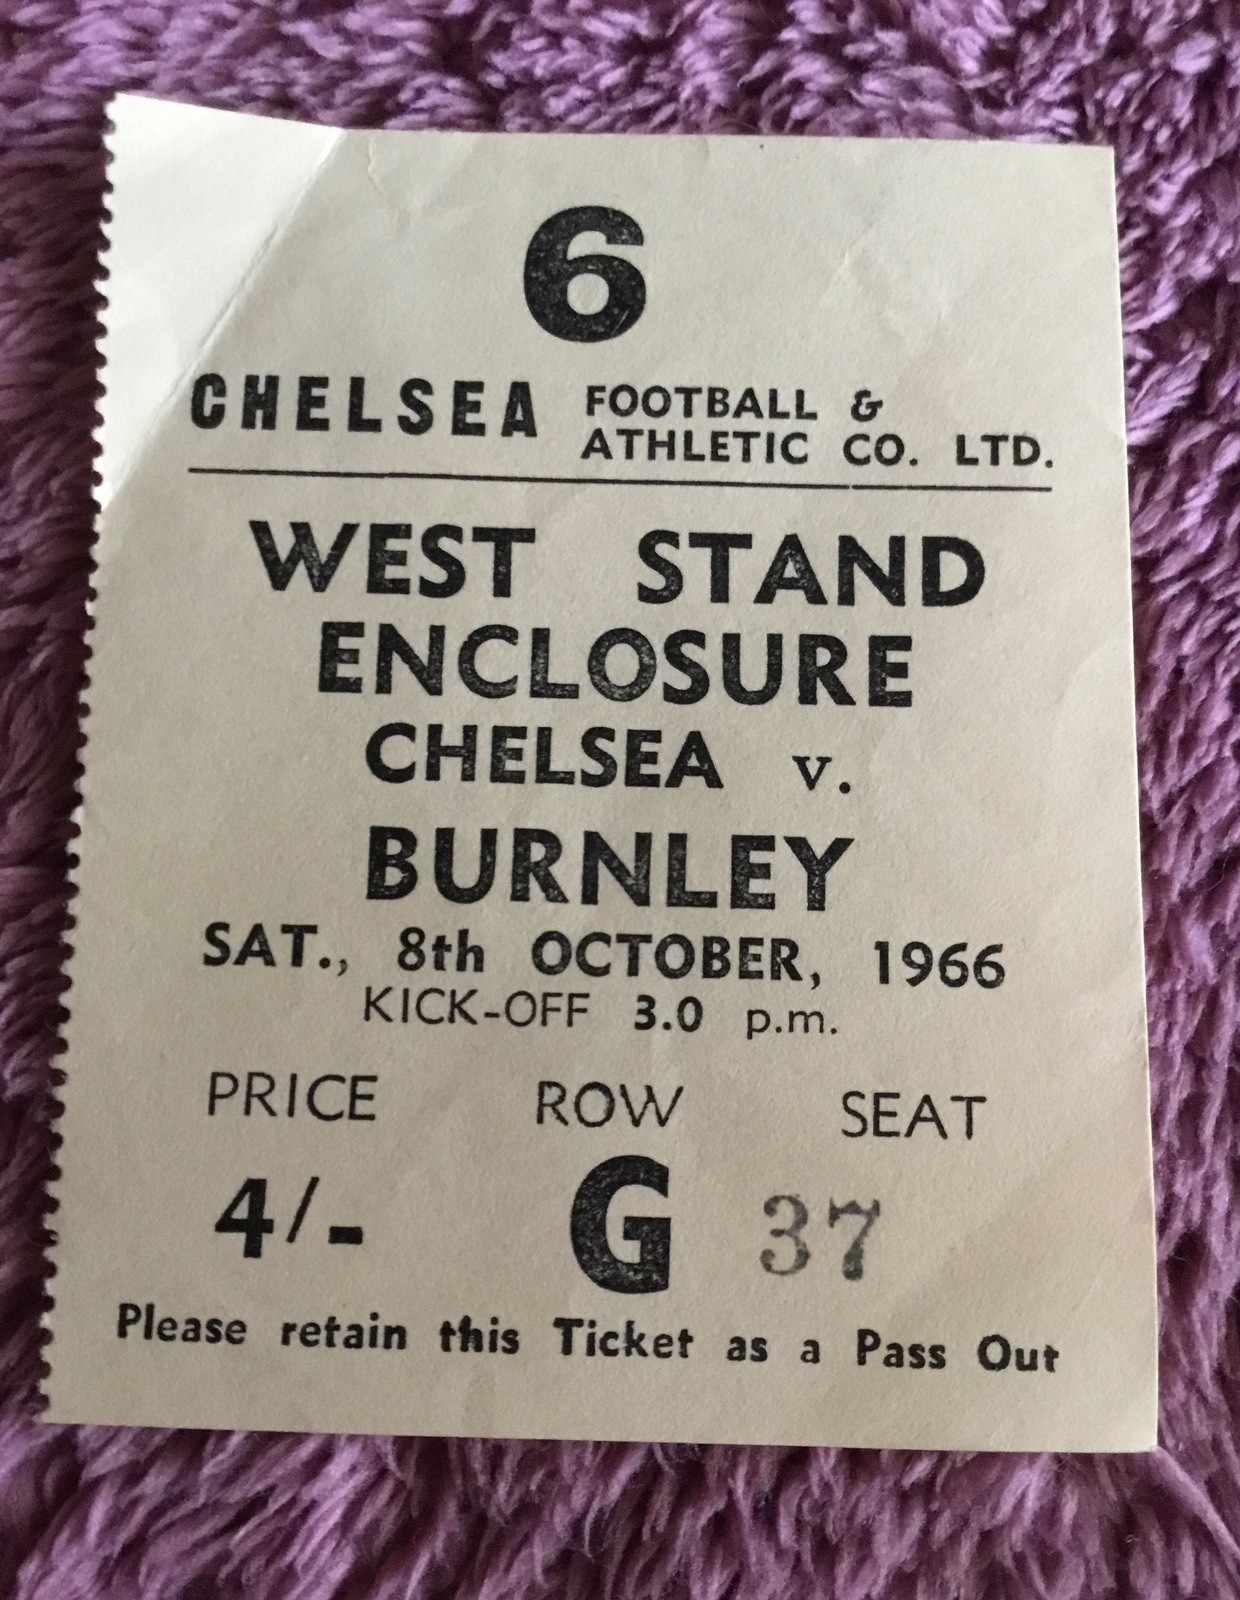 6
CHELSEA FOOTBALL &
ATHLETIC CO. LTD.
WEST STAND
ENCLOSURE
CHELSEA v.
BURNLEY
SAT., 8th OCTOBER, 1966
KICK-OFF 3.0 p.m.
PRICE ROW SEAT
4/- G 37
Please retain this Ticket as a Pass Out